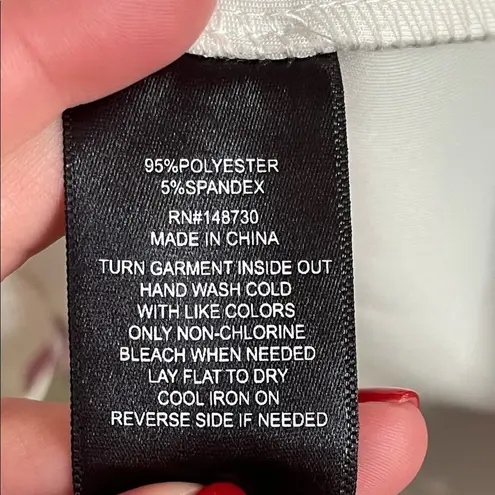 95%POLYESTER
5%SPANDEX
RN#148730
MADE IN CHINA
TURN GARMENT INSIDE OUT
HAND WASH COLD
WITH LIKE COLORS
ONLY NON-CHLORINE
BLEACH WHEN NEEDED
LAY FLAT TO DRY
COOL IRON ON
REVERSE SIDE IF NEEDED